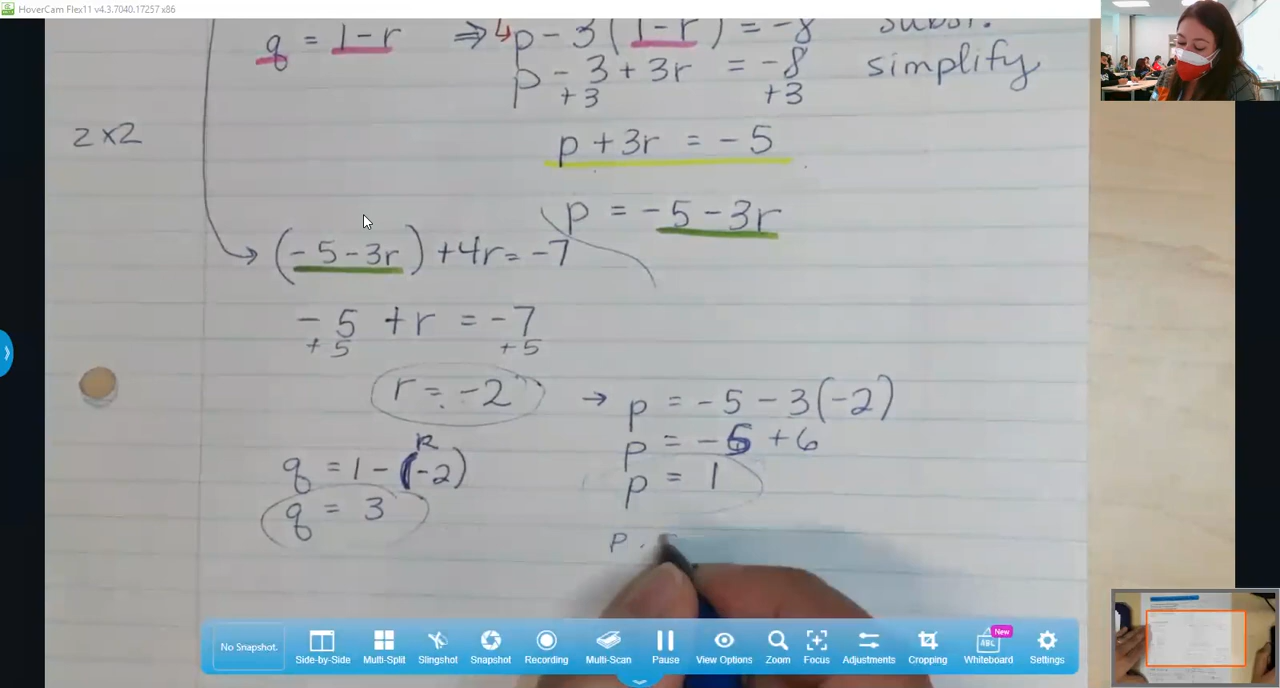 HoverCam Flex11 v4.3.7040.17257 x86
q = 1-r ⇒ p - 3(1-r) = -8 subst.
p - 3 + 3r = -8 simplify
+3 +3
2x2
p + 3r = -5
p = -5-3r
(-5-3r) +4r = -7
-5 +r = -7
+5 +5
r = -2 → p = -5 - 3(-2)
p = -5 +6
q = 1 - (-2)
p = 1
q = 3
p
No Snapshot.
Side-by-Side Multi-Split Slingshot Snapshot Recording Multi-Scan Pause View Options Zoom Focus Adjustments Cropping Whiteboard Settings
New
ABC